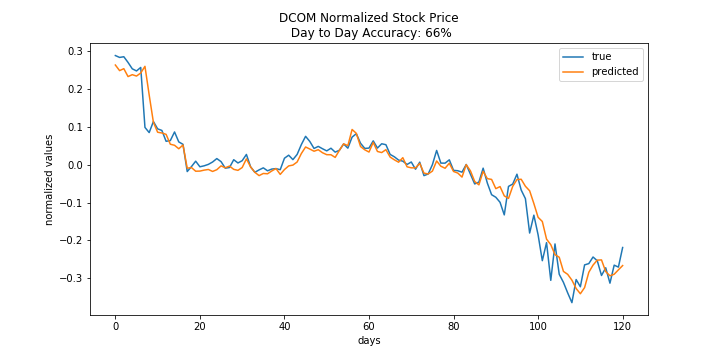 DCOM Normalized Stock Price
Day to Day Accuracy: 66%
true
predicted
normalized values
0.3
0.2
0.1
0.0
−0.1
−0.2
−0.3
0 20 40 60 80 100 120
days